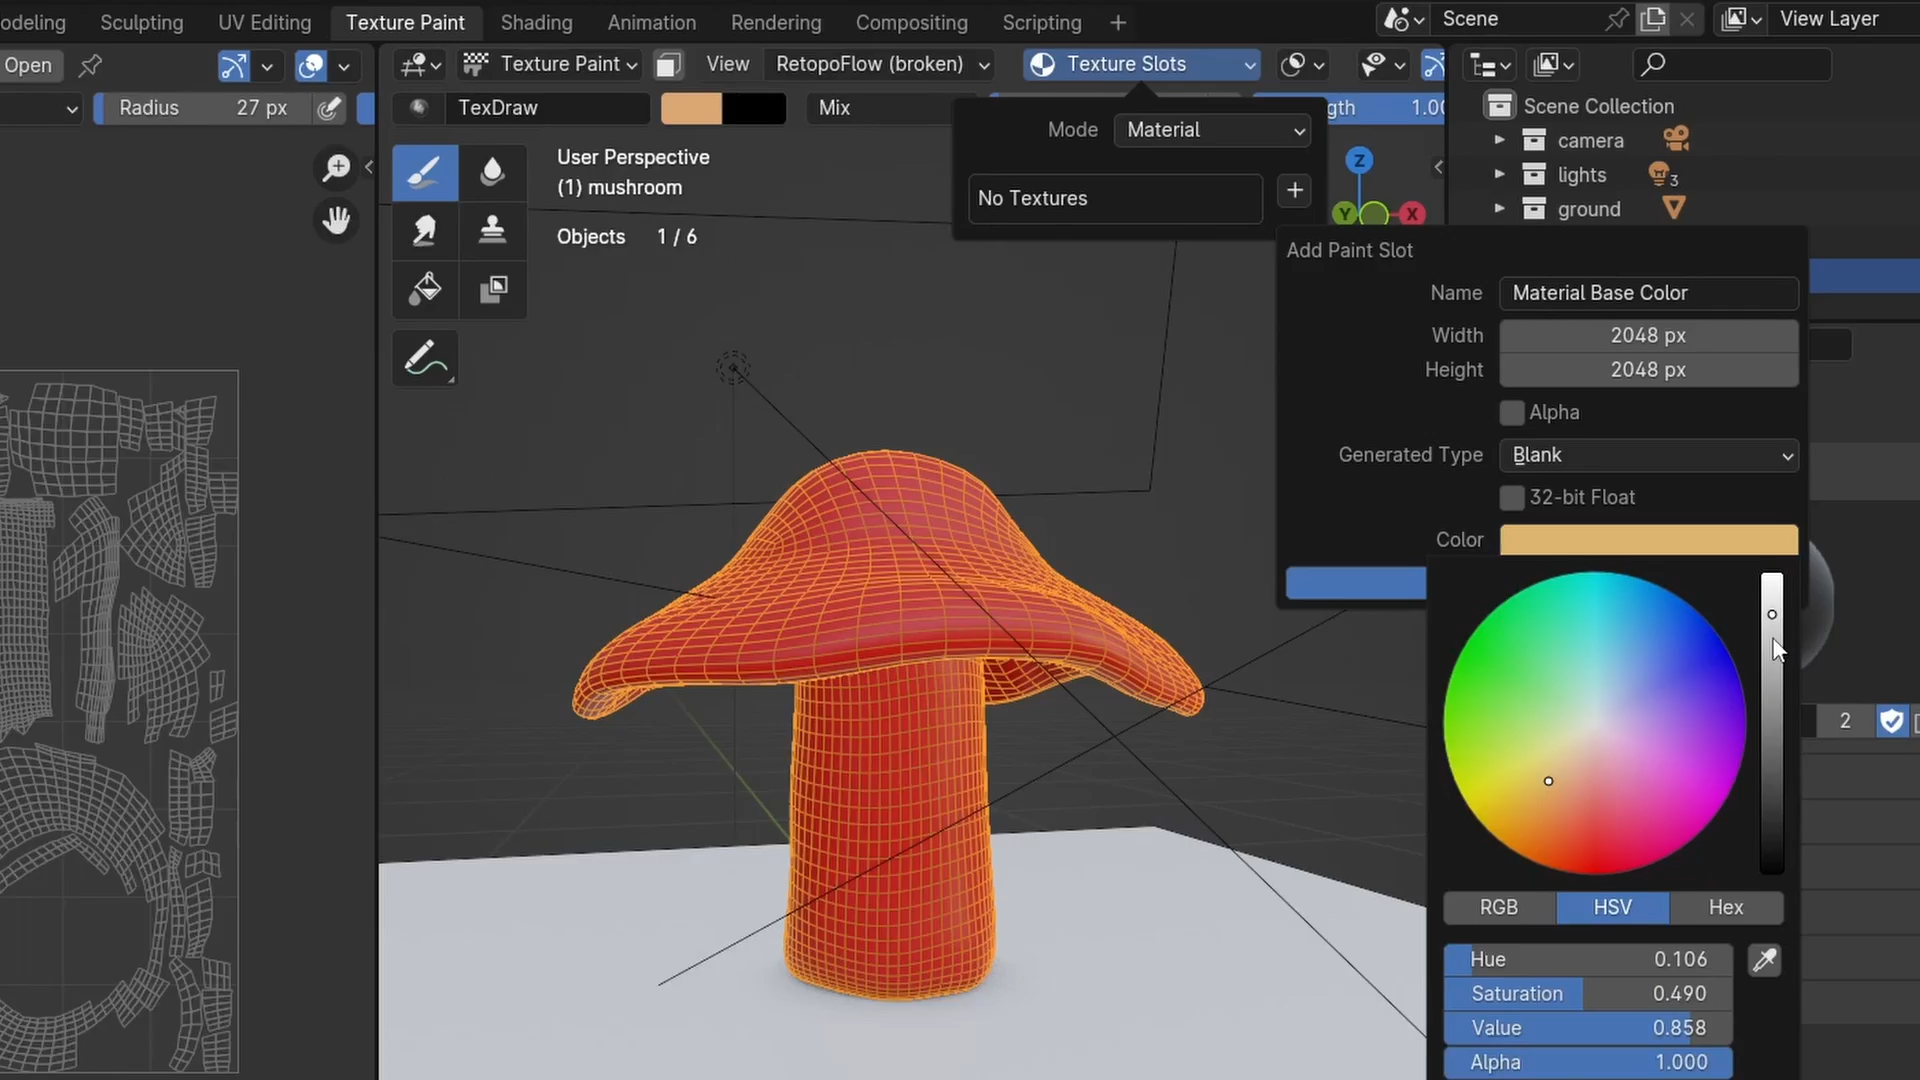 odeling Sculpting UV Editing Texture Paint Shading Animation Rendering Compositing Scripting +
Scene
View Layer
Open
Texture Paint
View
RetopoFlow (broken)
Texture Slots
Radius 27 px
TexDraw
Mix
gth 1.00
Mode Material
No Textures
+
User Perspective
(1) mushroom
Objects 1 / 6
Z
Y
X
Scene Collection
camera
lights
3
ground
Add Paint Slot
Name Material Base Color
Width 2048 px
Height 2048 px
Alpha
Generated Type Blank
32-bit Float
Color
2
RGB HSV Hex
Hue 0.106
Saturation 0.490
Value 0.858
Alpha 1.000